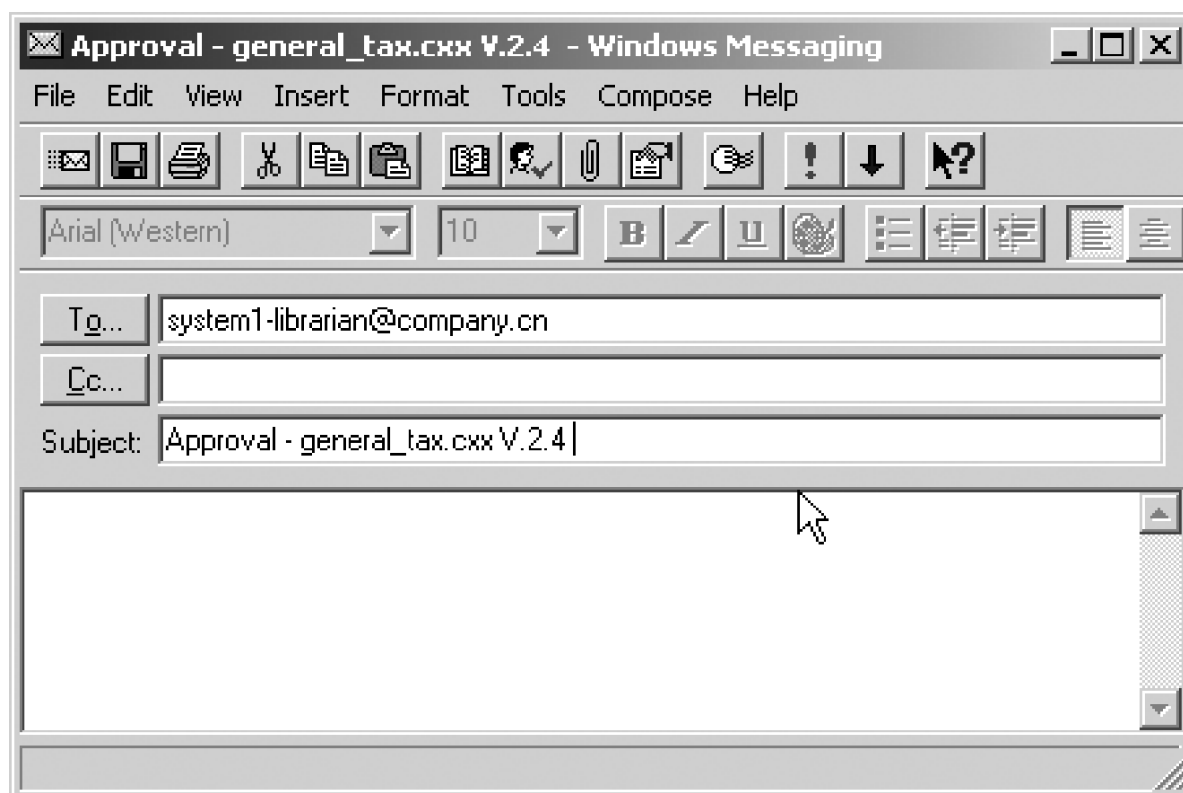 Approval - general_tax.cxx V.2.4 - Windows Messaging
File Edit View Insert Format Tools Compose Help
Arial (Western) 10 B I U
To... system1-librarian@company.cn
Cc...
Subject: Approval - general_tax.cxx V.2.4